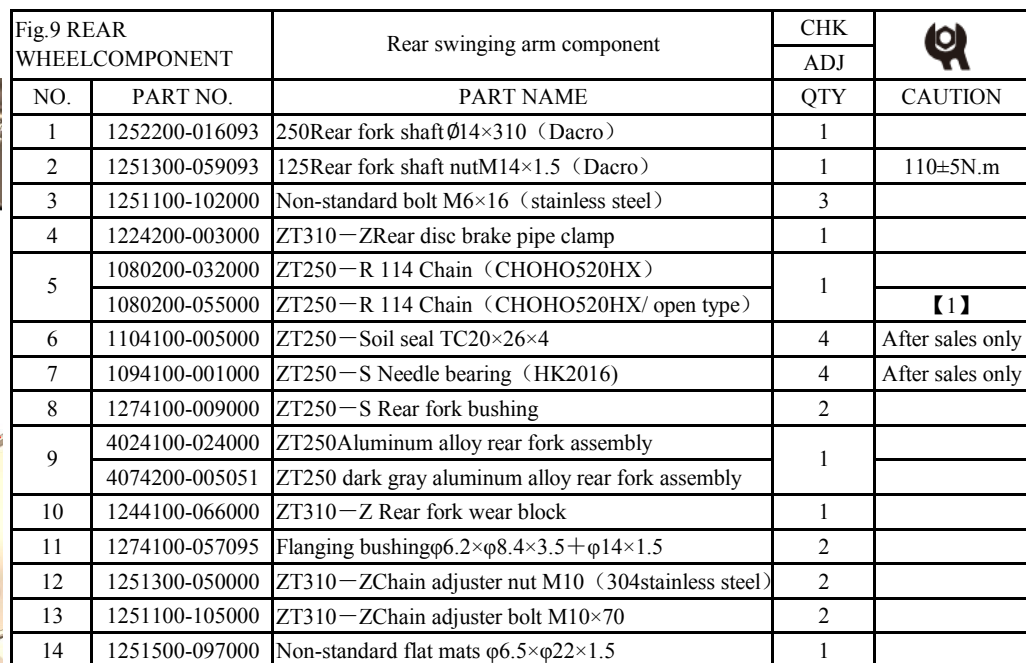 Fig.9 REAR WHEELCOMPONENT Rear swinging arm component CHK
ADJ
NO. PART NO. PART NAME QTY CAUTION
1 1252200-016093 250Rear fork shaftØ14×310（Dacro） 1
2 1251300-059093 125Rear fork shaft nutM14×1.5（Dacro） 1 110±5N.m
3 1251100-102000 Non-standard bolt M6×16（stainless steel） 3
4 1224200-003000 ZT310－ZRear disc brake pipe clamp 1
5 1080200-032000 ZT250－R 114 Chain（CHOHO520HX） 1
1080200-055000 ZT250－R 114 Chain（CHOHO520HX/ open type） 【1】
6 1104100-005000 ZT250－Soil seal TC20×26×4 4 After sales only
7 1094100-001000 ZT250－S Needle bearing（HK2016) 4 After sales only
8 1274100-009000 ZT250－S Rear fork bushing 2
9 4024100-024000 ZT250Aluminum alloy rear fork assembly 1
4074200-005051 ZT250 dark gray aluminum alloy rear fork assembly
10 1244100-066000 ZT310－Z Rear fork wear block 1
11 1274100-057095 Flanging bushingφ6.2×φ8.4×3.5＋φ14×1.5 2
12 1251300-050000 ZT310－ZChain adjuster nut M10（304stainless steel） 2
13 1251100-105000 ZT310－ZChain adjuster bolt M10×70 2
14 1251500-097000 Non-standard flat mats φ6.5×φ22×1.5 1